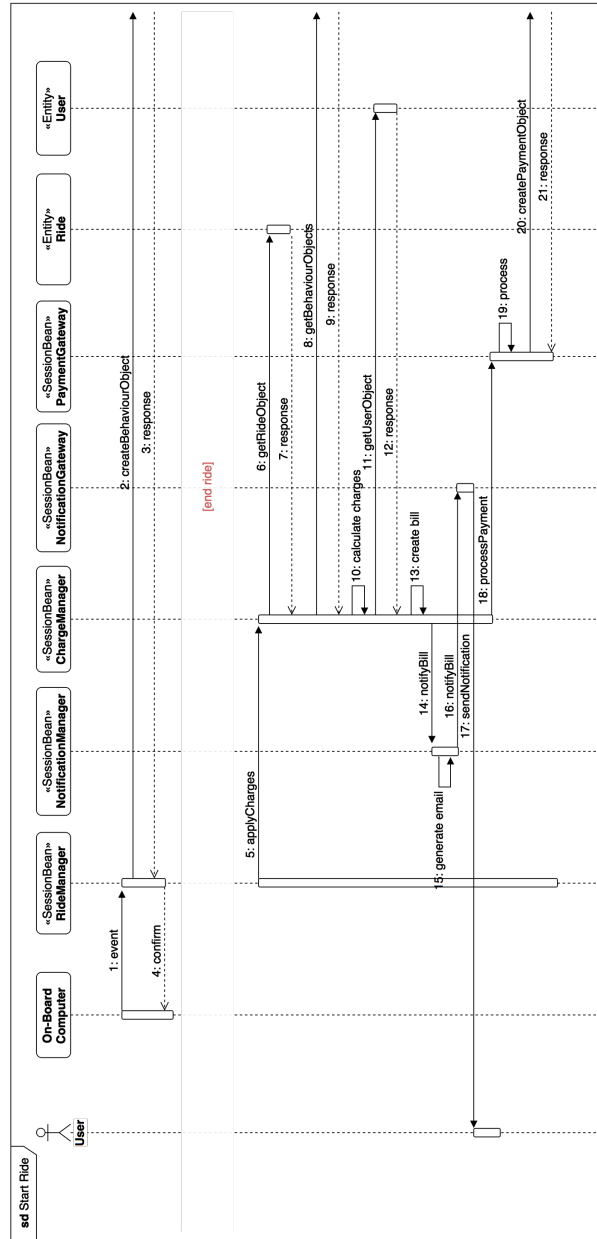 sd Start Ride
User
On-Board
Computer
«SessionBean»
RideManager
«SessionBean»
NotificationManager
«SessionBean»
ChargeManager
«SessionBean»
NotificationGateway
«SessionBean»
PaymentGateway
«Entity»
Ride
«Entity»
User
1: event
2: createBehaviourObject
3: response
4: confirm
[end ride]
5: applyCharges
6: getRideObject
7: response
8: getBehaviourObjects
9: response
10: calculate charges
11: getUserObject
12: response
13: create bill
14: notifyBill
15: generate email
16: notifyBill
17: sendNotification
18: processPayment
19: process
20: createPaymentObject
21: response